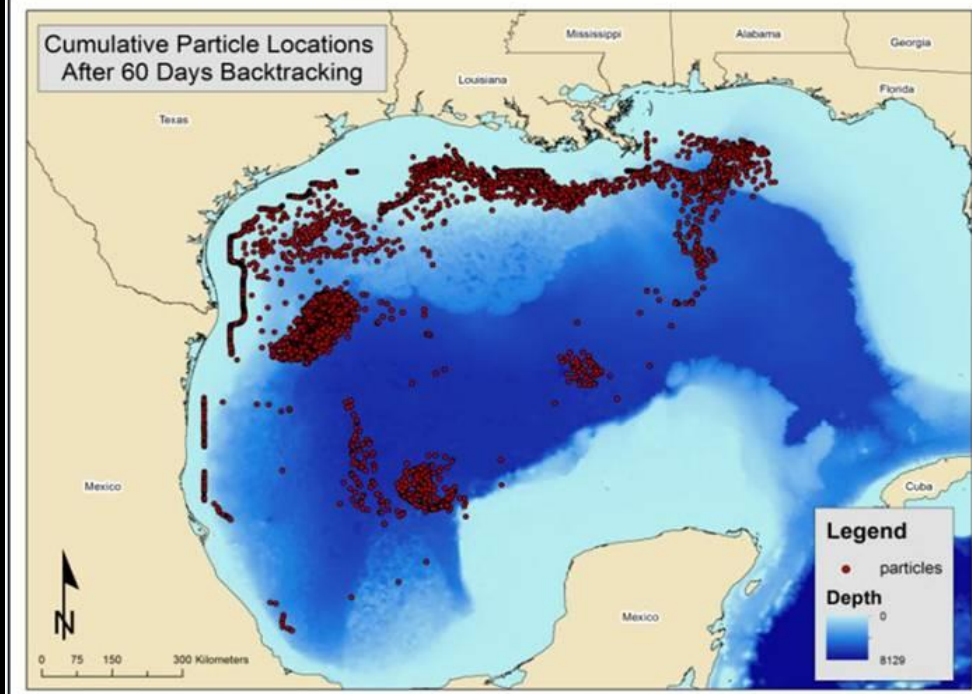 Cumulative Particle Locations
After 60 Days Backtracking
Mississippi
Alabama
Georgia
Louisiana
Florida
Texas
Mexico
Cuba
Mexico
Legend
particles
Depth
0
8129
N
0 75 150 300 Kilometers